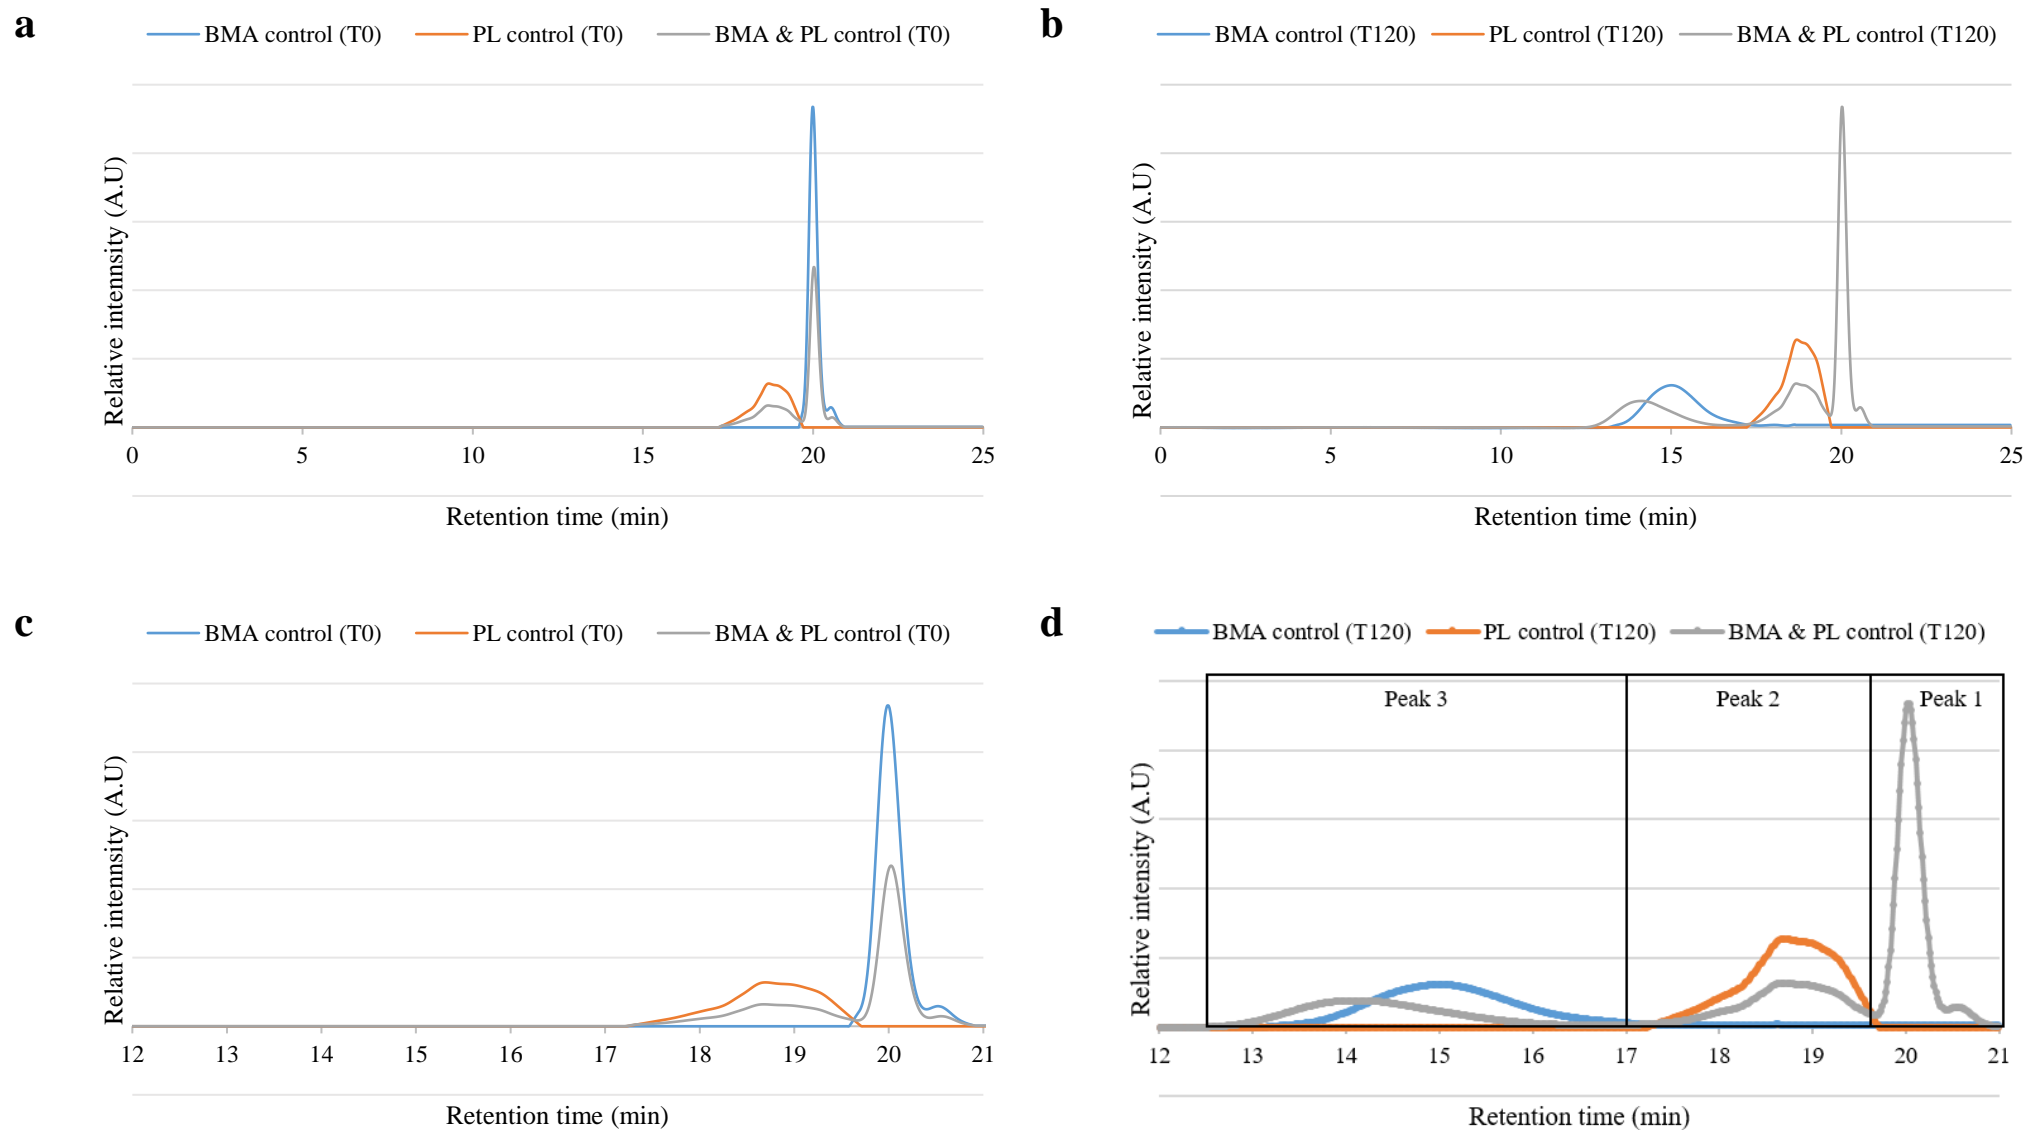 a
BMA control (T0) PL control (T0) BMA & PL control (T0)
Relative intensity (A.U)
0 5 10 15 20 25
Retention time (min)
b
BMA control (T120) PL control (T120) BMA & PL control (T120)
Relative intensity (A.U)
0 5 10 15 20 25
Retention time (min)
c
BMA control (T0) PL control (T0) BMA & PL control (T0)
Relative intennsity (A.U)
12 13 14 15 16 17 18 19 20 21
Retention time (min)
d
BMA control (T120) PL control (T120) BMA & PL control (T120)
Peak 3 Peak 2 Peak 1
Relative intensity (A.U)
12 13 14 15 16 17 18 19 20 21
Retention time (min)